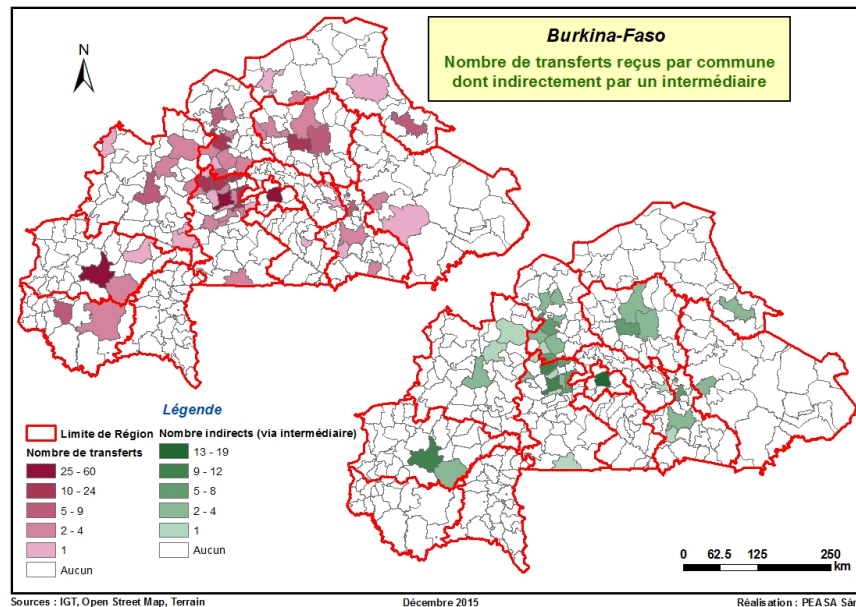 Burkina-Faso
Nombre de transferts reçus par commune
dont indirectement par un intermédiaire
N
Légende
Limite de Région
Nombre de transferts
25 - 60
10 - 24
5 - 9
2 - 4
1
Aucun
Nombre indirects (via intermédiaire)
13 - 19
9 - 12
5 - 8
2 - 4
1
Aucun
0 62.5 125 250
km
Sources : IGT, Open Street Map, Terrain
Décembre 2015
Réalisation : PEASA Sàrl